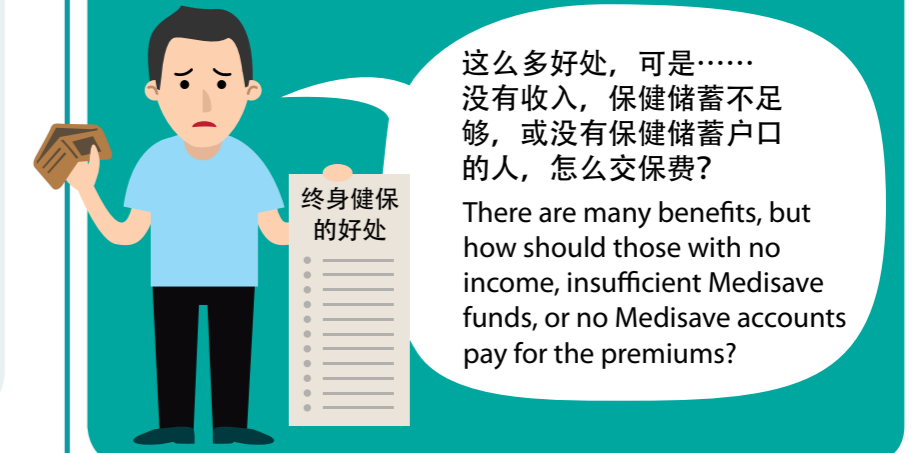 这么多好处，可是……
没有收入，保健储蓄不足
够，或没有保健储蓄户口
的人，怎么交保费？
There are many benefits, but
how should those with no
income, insufficient Medisave
funds, or no Medisave accounts
pay for the premiums?
终身健保
的好处